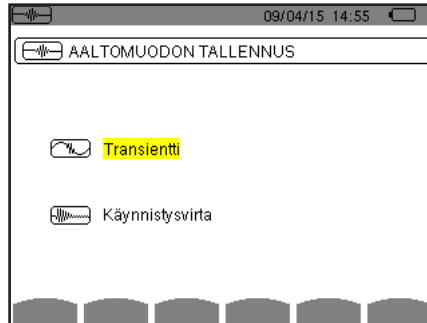 09/04/15 14:55
AALTOMUODON TALLENNUS
Transientti
Käynnistysvirta